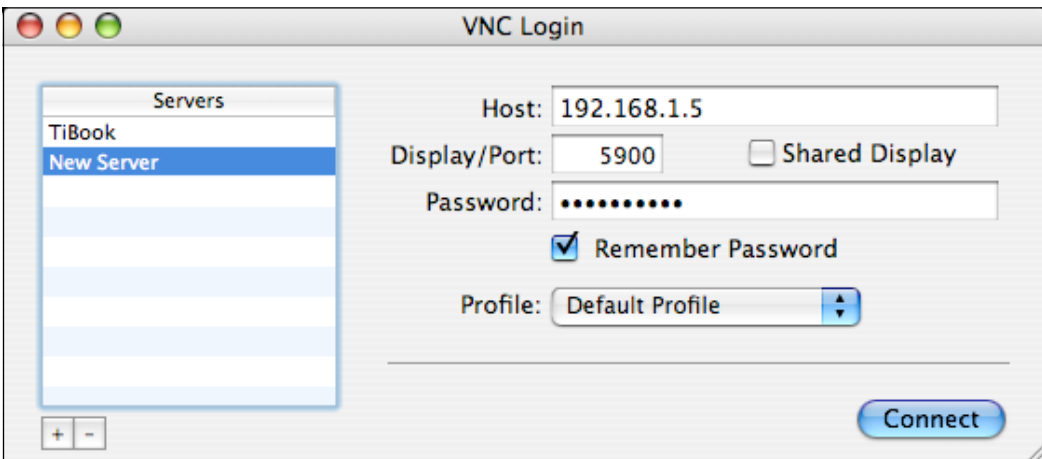 VNC Login
Servers
TiBook
New Server
+ -
Host: 192.168.1.5
Display/Port: 5900 Shared Display
Password: ••••••••••
Remember Password
Profile: Default Profile
Connect